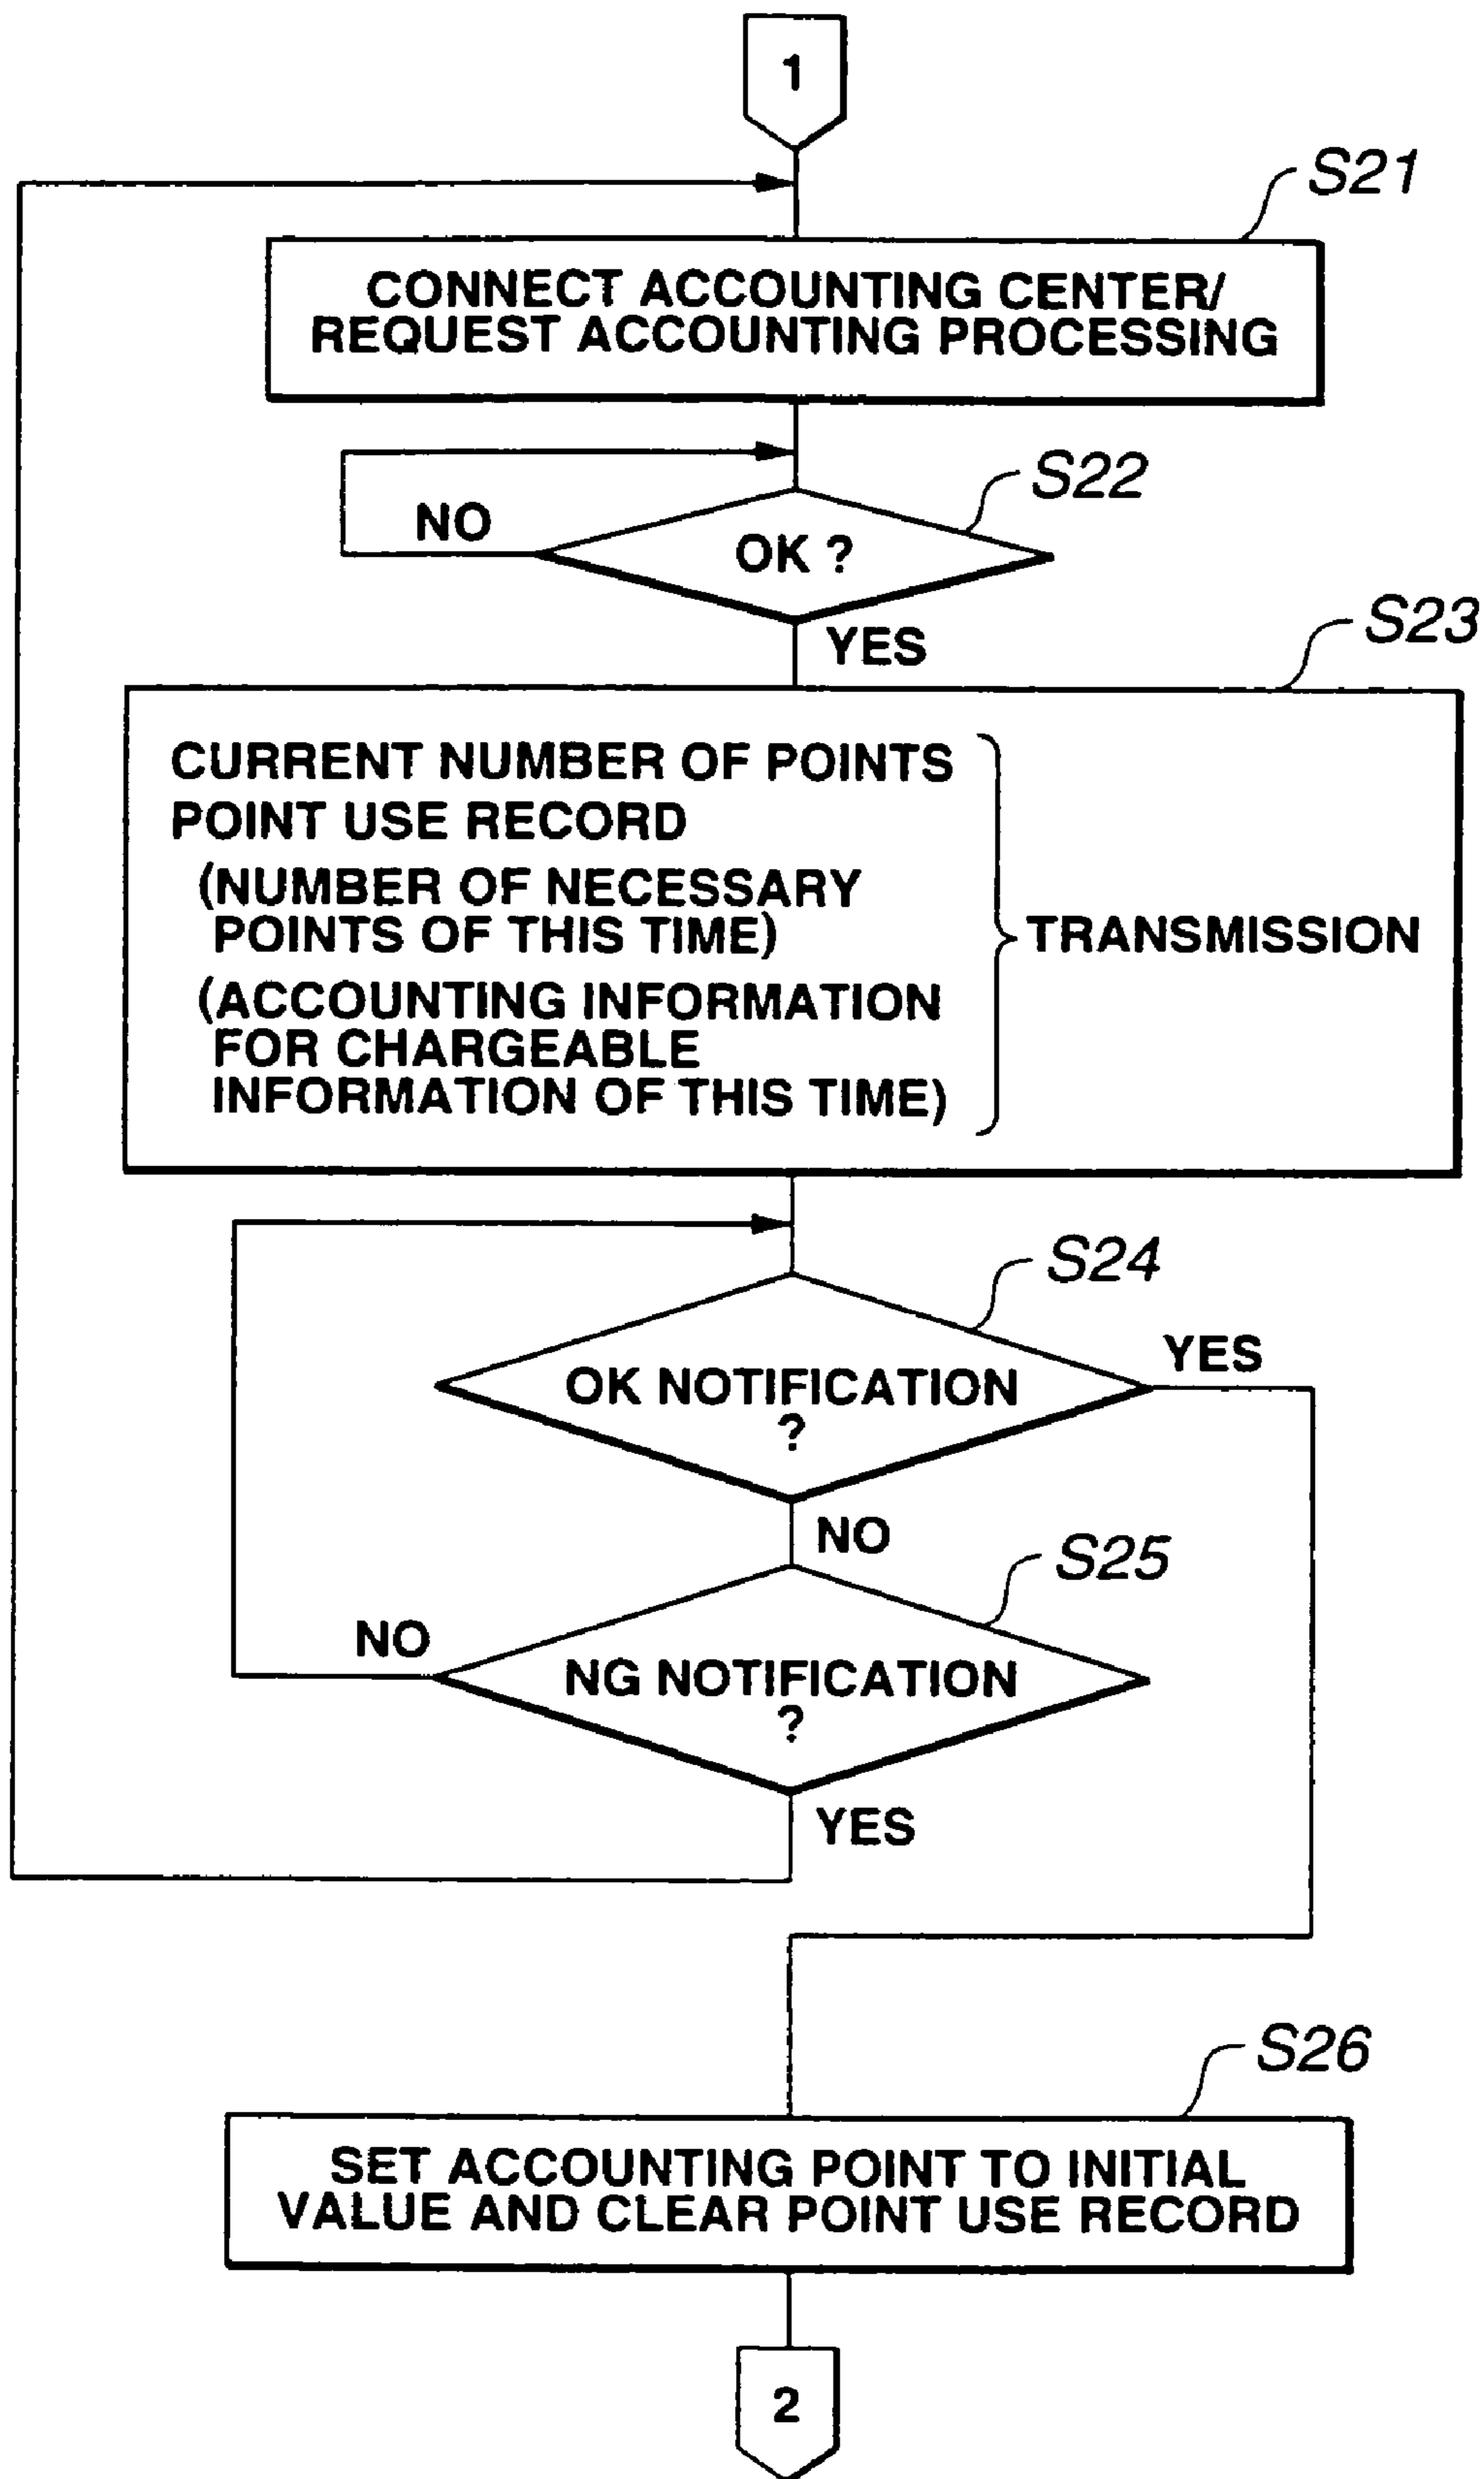 1
S21
CONNECT ACCOUNTING CENTER/
REQUEST ACCOUNTING PROCESSING
S22
NO
OK ?
YES
S23
CURRENT NUMBER OF POINTS
POINT USE RECORD
(NUMBER OF NECESSARY
POINTS OF THIS TIME)
TRANSMISSION
(ACCOUNTING INFORMATION
FOR CHARGEABLE
INFORMATION OF THIS TIME)
S24
YES
OK NOTIFICATION
?
NO
S25
NO
NG NOTIFICATION
?
YES
S26
SET ACCOUNTING POINT TO INITIAL
VALUE AND CLEAR POINT USE RECORD
2